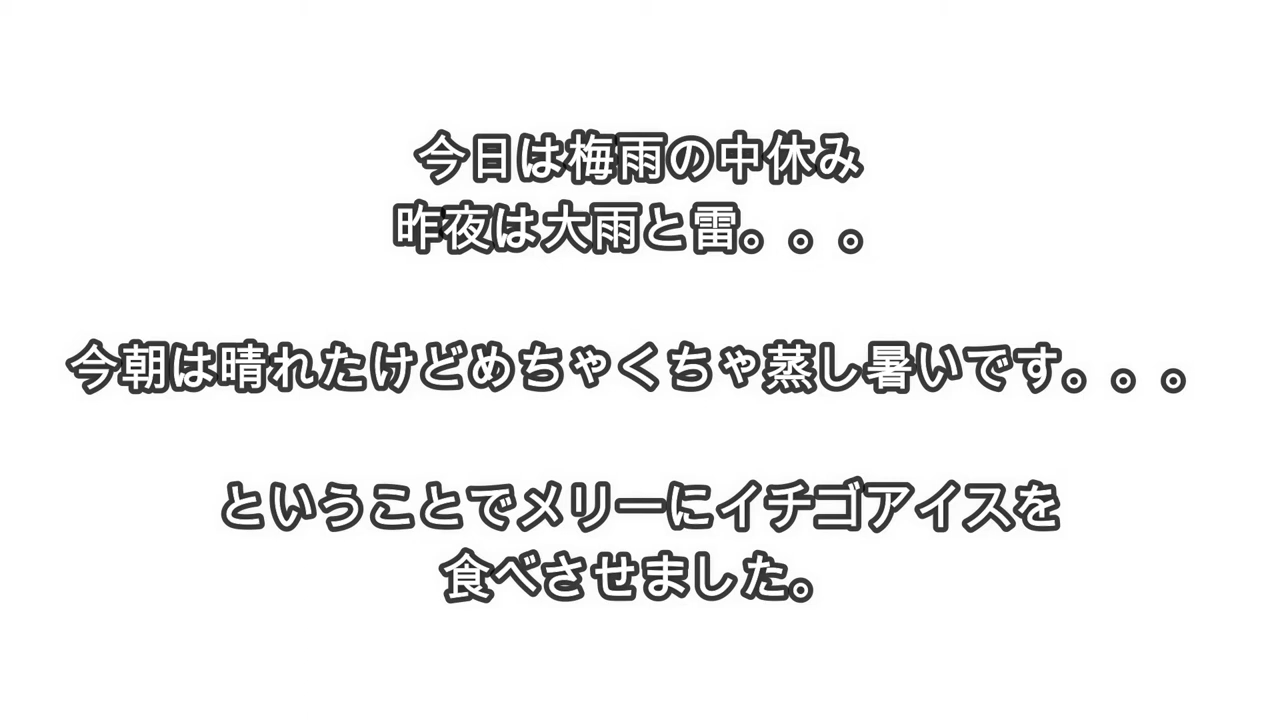 今日は梅雨の中休み
昨夜は大雨と雷。。。
今朝は晴れたけどめちゃくちゃ蒸し暑いです。。。
ということでメリーにイチゴアイスを
食べさせました。